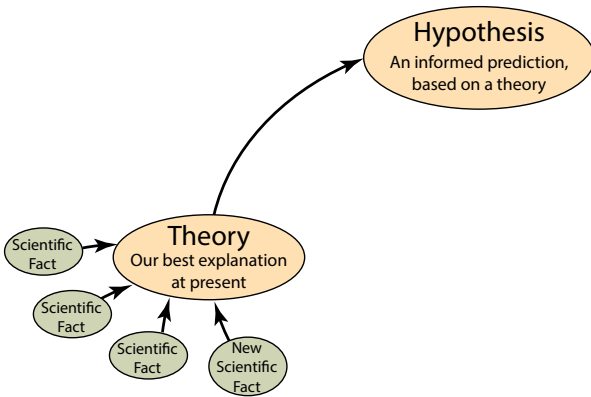 Hypothesis
An informed prediction,
based on a theory
Theory
Our best explanation
at present
Scientific
Fact
Scientific
Fact
Scientific
Fact
New
Scientific
Fact